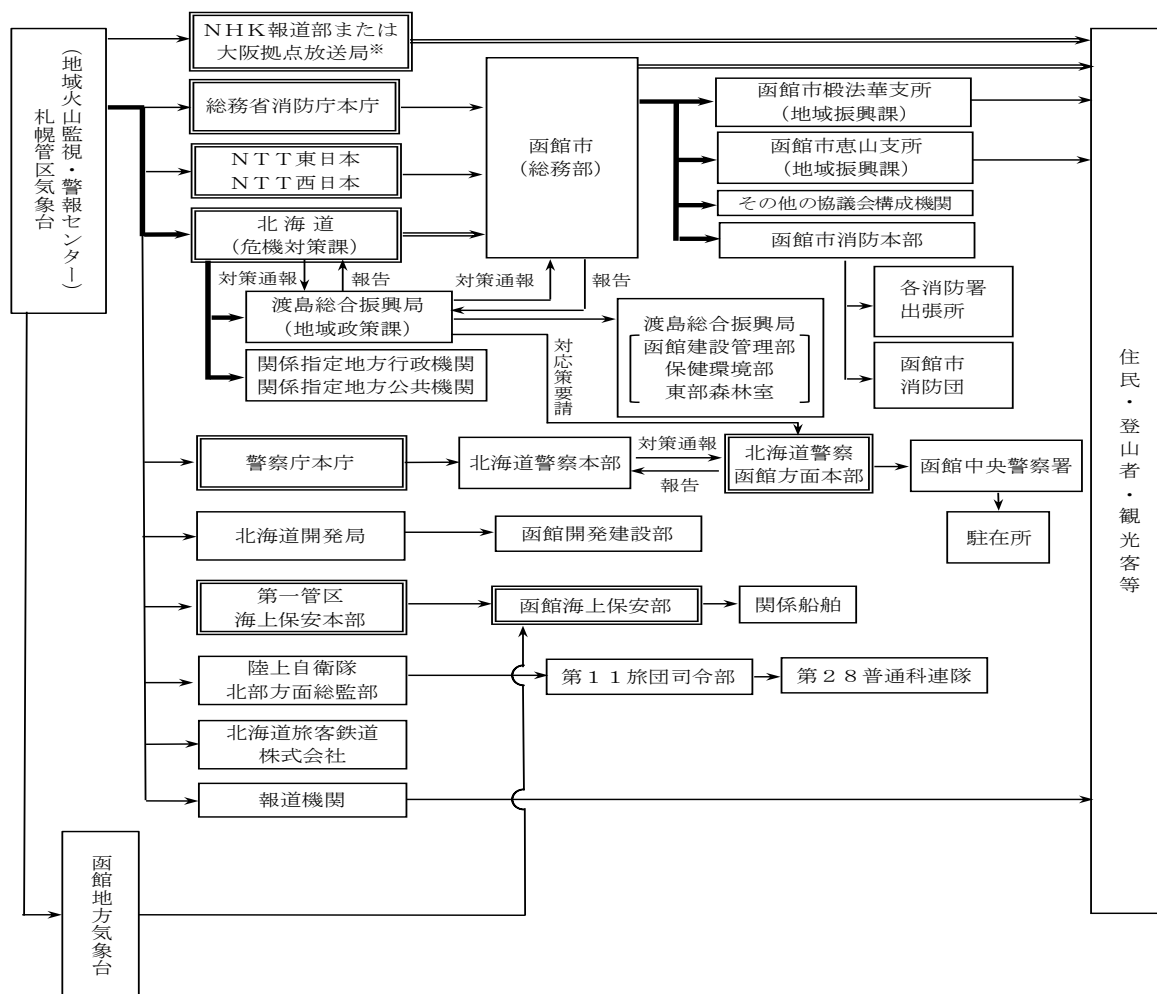 札幌管区気象台
（地域火山監視・警報センター）
NHK報道部または
大阪拠点放送局※
総務省消防庁本庁
NTT東日本
NTT西日本
北海道
（危機対策課）
対策通報
報告
渡島総合振興局
（地域政策課）
関係指定地方行政機関
関係指定地方公共機関
函館市
（総務部）
対策通報
報告
函館市椴法華支所
（地域振興課）
函館市恵山支所
（地域振興課）
その他の協議会構成機関
函館市消防本部
各消防署
出張所
函館市
消防団
渡島総合振興局
函館建設管理部
保健環境部
東部森林室
対応策要請
警察庁本庁
北海道警察本部
対策通報
報告
北海道警察
函館方面本部
函館中央警察署
駐在所
北海道開発局
函館開発建設部
第一管区
海上保安本部
函館海上保安部
関係船舶
陸上自衛隊
北部方面総監部
第１１旅団司令部
第２８普通科連隊
北海道旅客鉄道
株式会社
報道機関
函館地方気象台
住民・登山者・観光客等